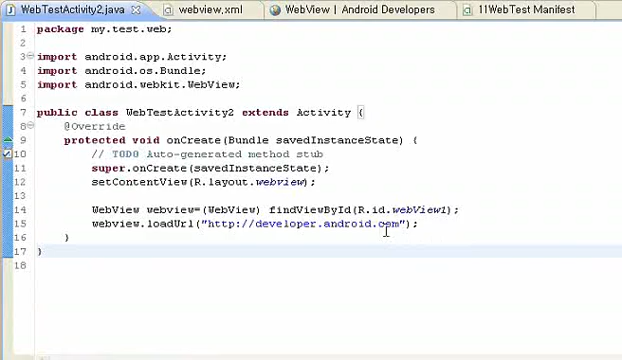 WebTestActivity2.java webview.xml WebView | Android Developers 11WebTest Manifest
1 package my.test.web;
2
3 import android.app.Activity;
4 import android.os.Bundle;
5 import android.webkit.WebView;
6
7 public class WebTestActivity2 extends Activity {
8 @Override
9 protected void onCreate(Bundle savedInstanceState) {
10 // TODO Auto-generated method stub
11 super.onCreate(savedInstanceState);
12 setContentView(R.layout.webview);
13
14 WebView webview=(WebView) findViewById(R.id.webView1);
15 webview.loadUrl("http://developer.android.com");
16 }
17 }
18